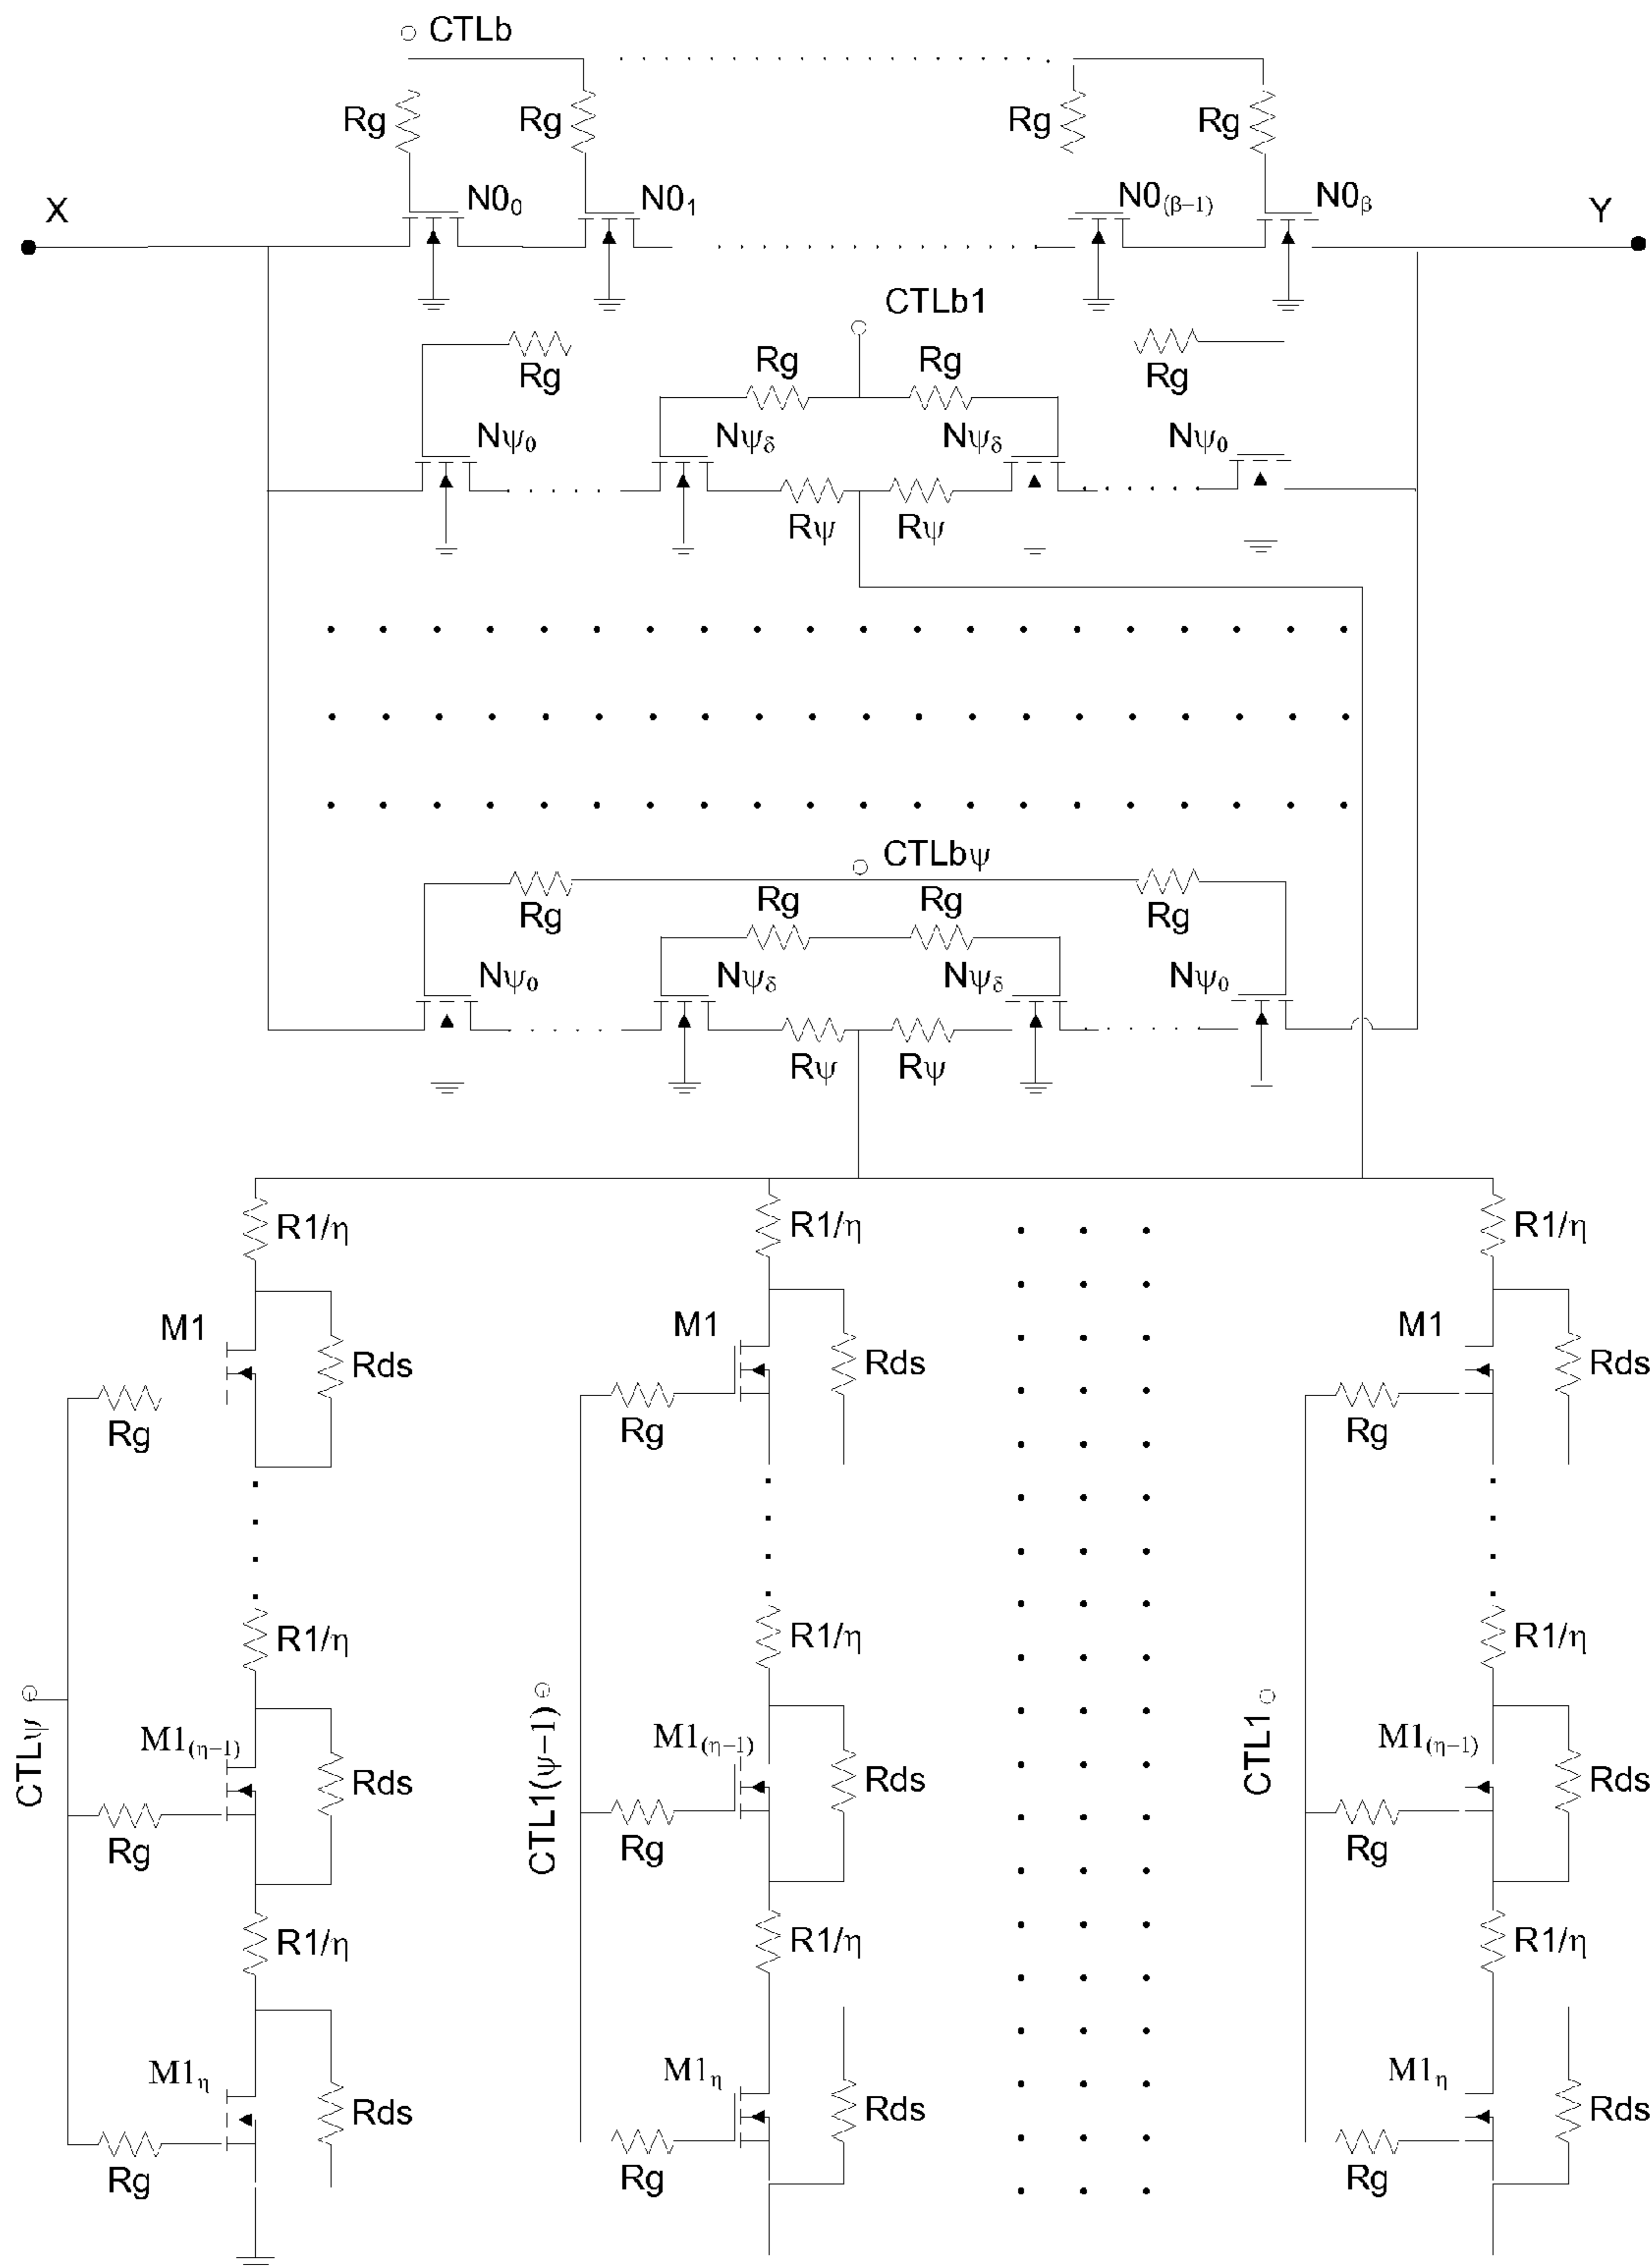 CTLb
Rg Rg Rg Rg
X N0₀ N0₁ N0₍β−1₎ N0β Y
CTLb1
Rg Rg Rg Rg
Nψ₀ Nψδ Nψδ Nψ₀
Rψ Rψ
CTLbψ
Rg Rg Rg Rg
Nψ₀ Nψδ Nψδ Nψ₀
Rψ Rψ
R1/η R1/η R1/η
M1 Rds M1 Rds M1 Rds
Rg Rg Rg
R1/η R1/η R1/η
CTLψ CTL1(ψ−1) CTL1
M1(η−1) Rds M1(η−1) Rds M1(η−1) Rds
Rg Rg Rg
R1/η R1/η R1/η
M1η Rds M1η Rds M1η Rds
Rg Rg Rg